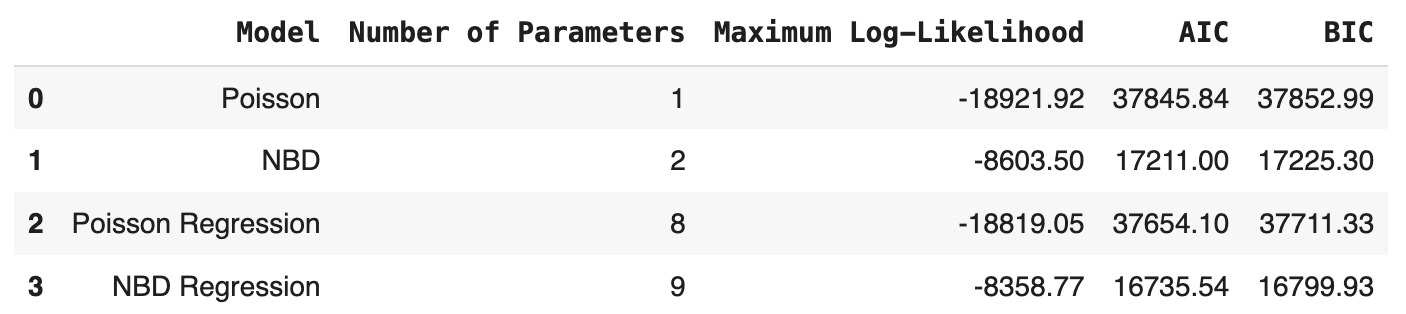 Model Number of Parameters Maximum Log-Likelihood AIC BIC
0 Poisson 1 -18921.92 37845.84 37852.99
1 NBD 2 -8603.50 17211.00 17225.30
2 Poisson Regression 8 -18819.05 37654.10 37711.33
3 NBD Regression 9 -8358.77 16735.54 16799.93